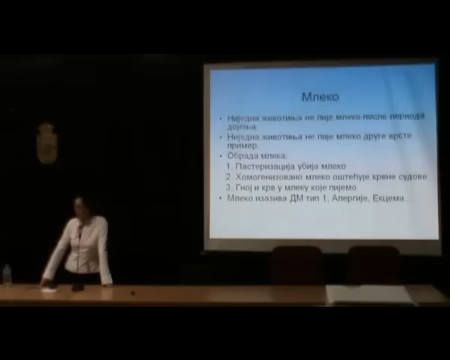 Млеко
• Ниједна животиња не пије млеко после периода
дојења.
• Ниједна животиња не пије млеко друге врсте
пример.
• Обрада млека:
1. Пастеризација убија млеко
2. Хомогенизовано млеко оштећује крвне судове
3. Гној и крв у млеку које пијемо
• Млеко изазива ДМ тип 1, Алергије, Екцема...